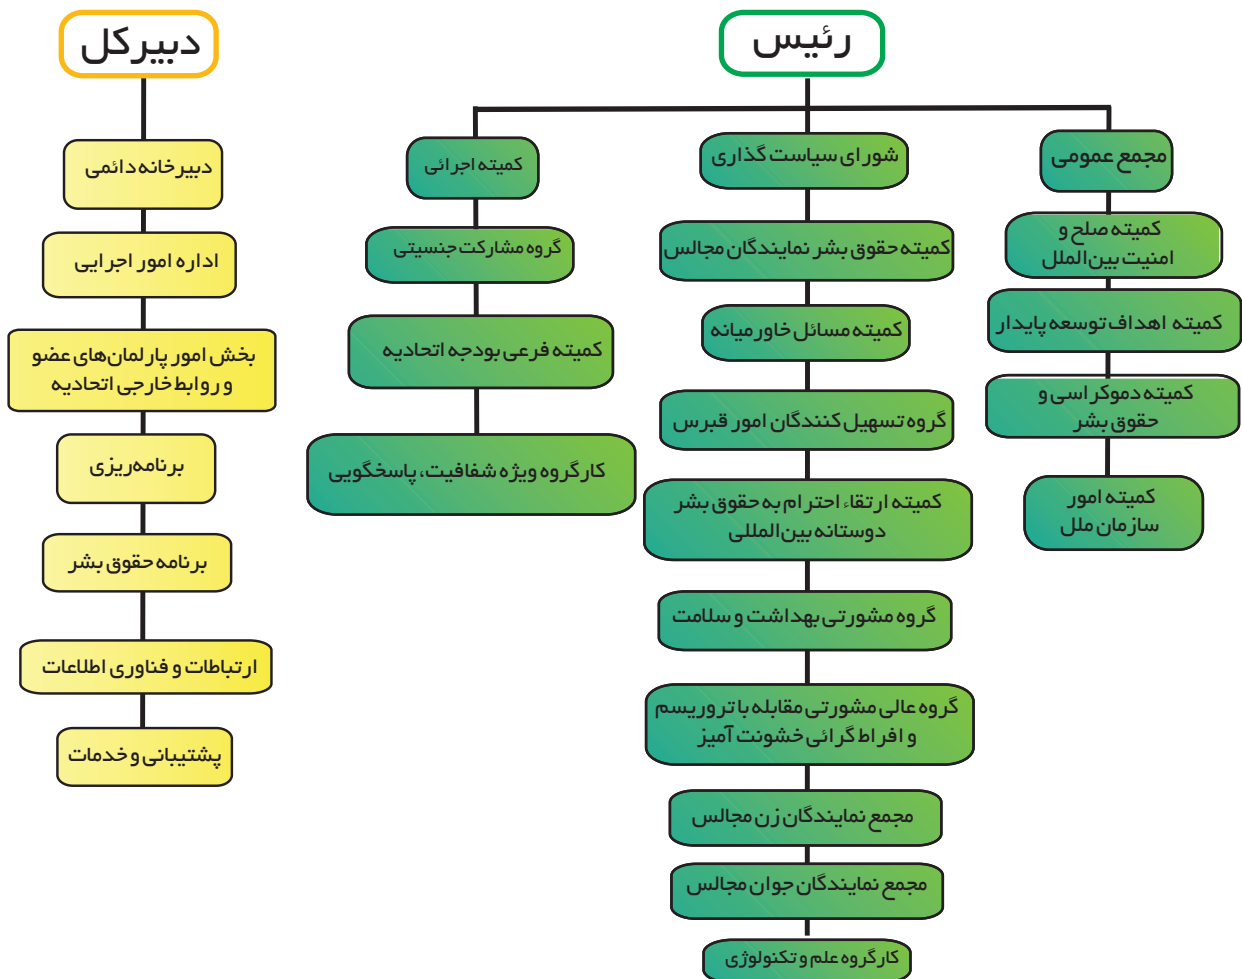 رئیس
مجمع عمومی
کمیته صلح و
امنیت بین‌الملل
کمیته اهداف توسعه پایدار
کمیته دموکراسی و
حقوق بشر
کمیته امور
سازمان ملل
شورای سیاست گذاری
کمیته حقوق بشر نمایندگان مجالس
کمیته مسائل خاورمیانه
گروه تسهیل کنندگان امور قبرس
کمیته ارتقاء احترام به حقوق بشر
دوستانه بین‌المللی
گروه مشورتی بهداشت و سلامت
گروه عالی مشورتی مقابله با تروریسم
و افراط گرائی خشونت آمیز
مجمع نمایندگان زن مجالس
مجمع نمایندگان جوان مجالس
کارگروه علم و تکنولوژی
کمیته اجرائی
گروه مشارکت جنسیتی
کمیته فرعی بودجه اتحادیه
کارگروه ویژه شفافیت، پاسخگویی
دبیرکل
دبیرخانه دائمی
اداره امور اجرایی
بخش امور پارلمان‌های عضو
و روابط خارجی اتحادیه
برنامه‌ریزی
برنامه حقوق بشر
ارتباطات و فناوری اطلاعات
پشتیبانی و خدمات